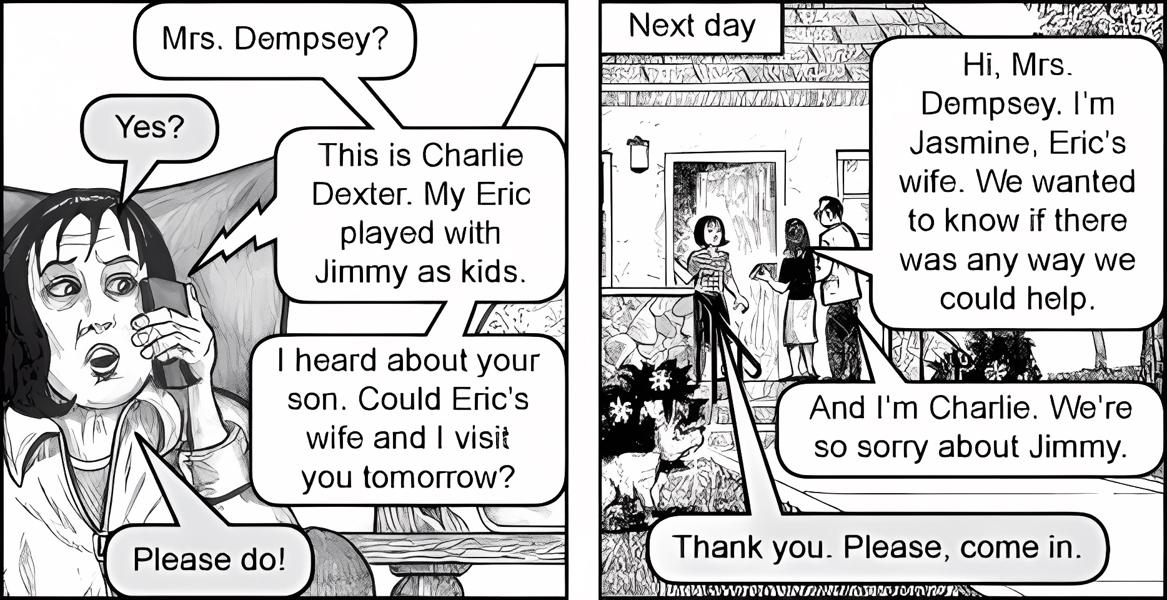 Mrs. Dempsey?
Yes?
This is Charlie
Dexter. My Eric
played with
Jimmy as kids.
I heard about your
son. Could Eric's
wife and I visit
you tomorrow?
Please do!
Next day
Hi, Mrs.
Dempsey. I'm
Jasmine, Eric's
wife. We wanted
to know if there
was any way we
could help.
And I'm Charlie. We're
so sorry about Jimmy.
Thank you. Please, come in.